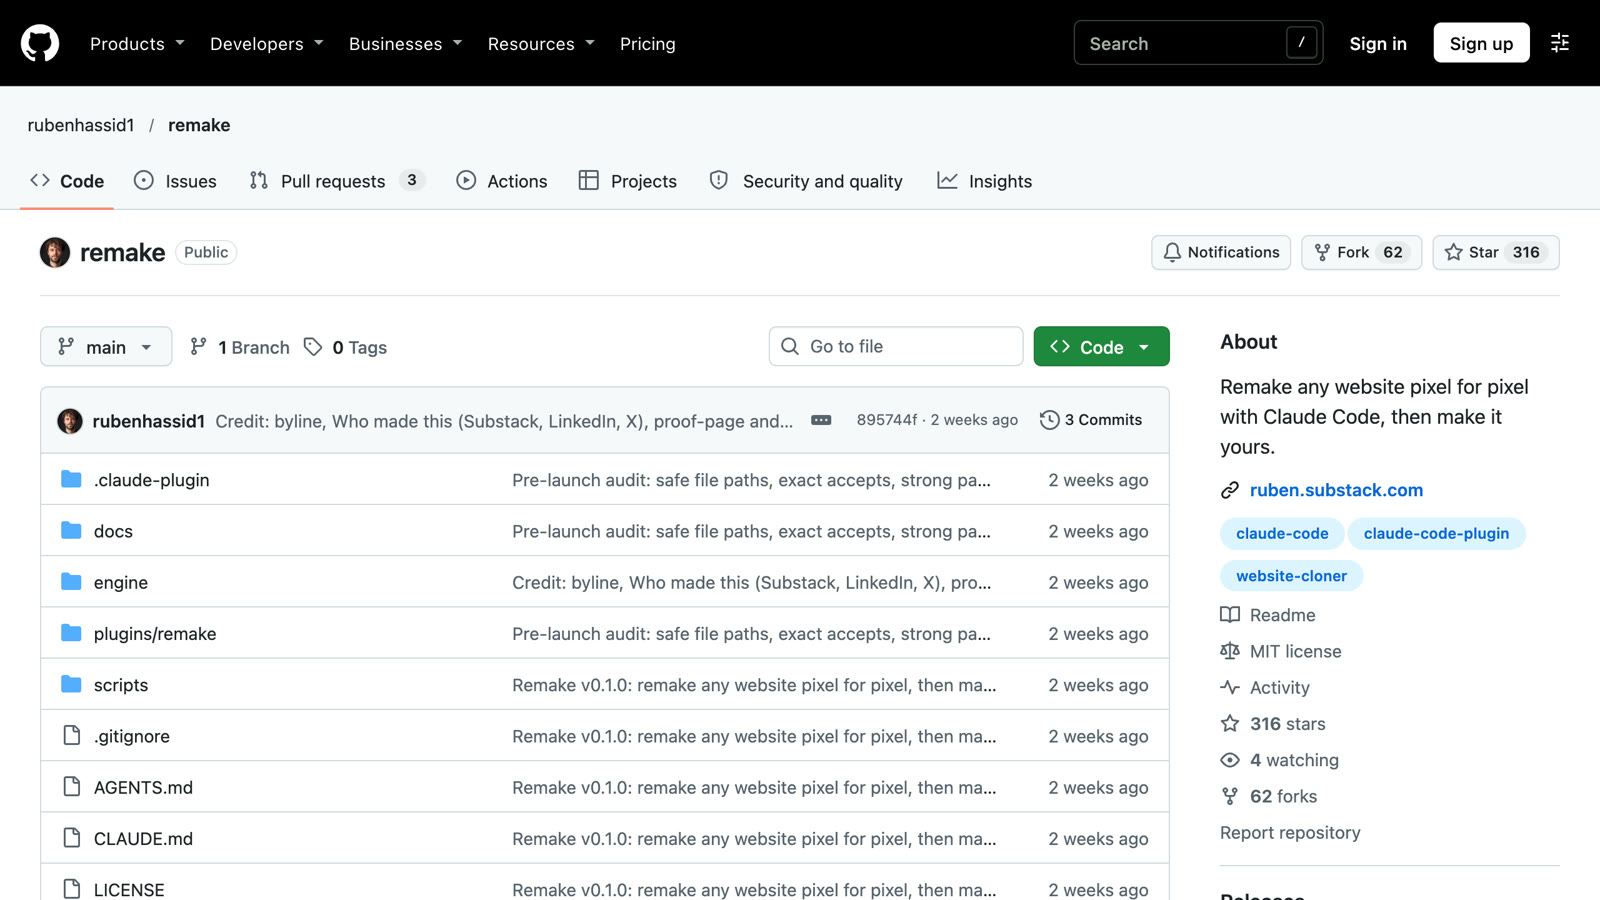 Products Developers Businesses Resources Pricing Search / Sign in Sign up
rubenhassid1 / remake
Code Issues Pull requests 3 Actions Projects Security and quality Insights
remake Public Notifications Fork 62 Star 316
main 1 Branch 0 Tags Go to file Code
rubenhassid1 Credit: byline, Who made this (Substack, LinkedIn, X), proof-page and... 895744f · 2 weeks ago 3 Commits
.claude-plugin Pre-launch audit: safe file paths, exact accepts, strong pa... 2 weeks ago
docs Pre-launch audit: safe file paths, exact accepts, strong pa... 2 weeks ago
engine Credit: byline, Who made this (Substack, LinkedIn, X), pro... 2 weeks ago
plugins/remake Pre-launch audit: safe file paths, exact accepts, strong pa... 2 weeks ago
scripts Remake v0.1.0: remake any website pixel for pixel, then ma... 2 weeks ago
.gitignore Remake v0.1.0: remake any website pixel for pixel, then ma... 2 weeks ago
AGENTS.md Remake v0.1.0: remake any website pixel for pixel, then ma... 2 weeks ago
CLAUDE.md Remake v0.1.0: remake any website pixel for pixel, then ma... 2 weeks ago
LICENSE Remake v0.1.0: remake any website pixel for pixel, then ma... 2 weeks ago
About
Remake any website pixel for pixel
with Claude Code, then make it
yours.
ruben.substack.com
claude-code claude-code-plugin
website-cloner
Readme
MIT license
Activity
316 stars
4 watching
62 forks
Report repository
Releases